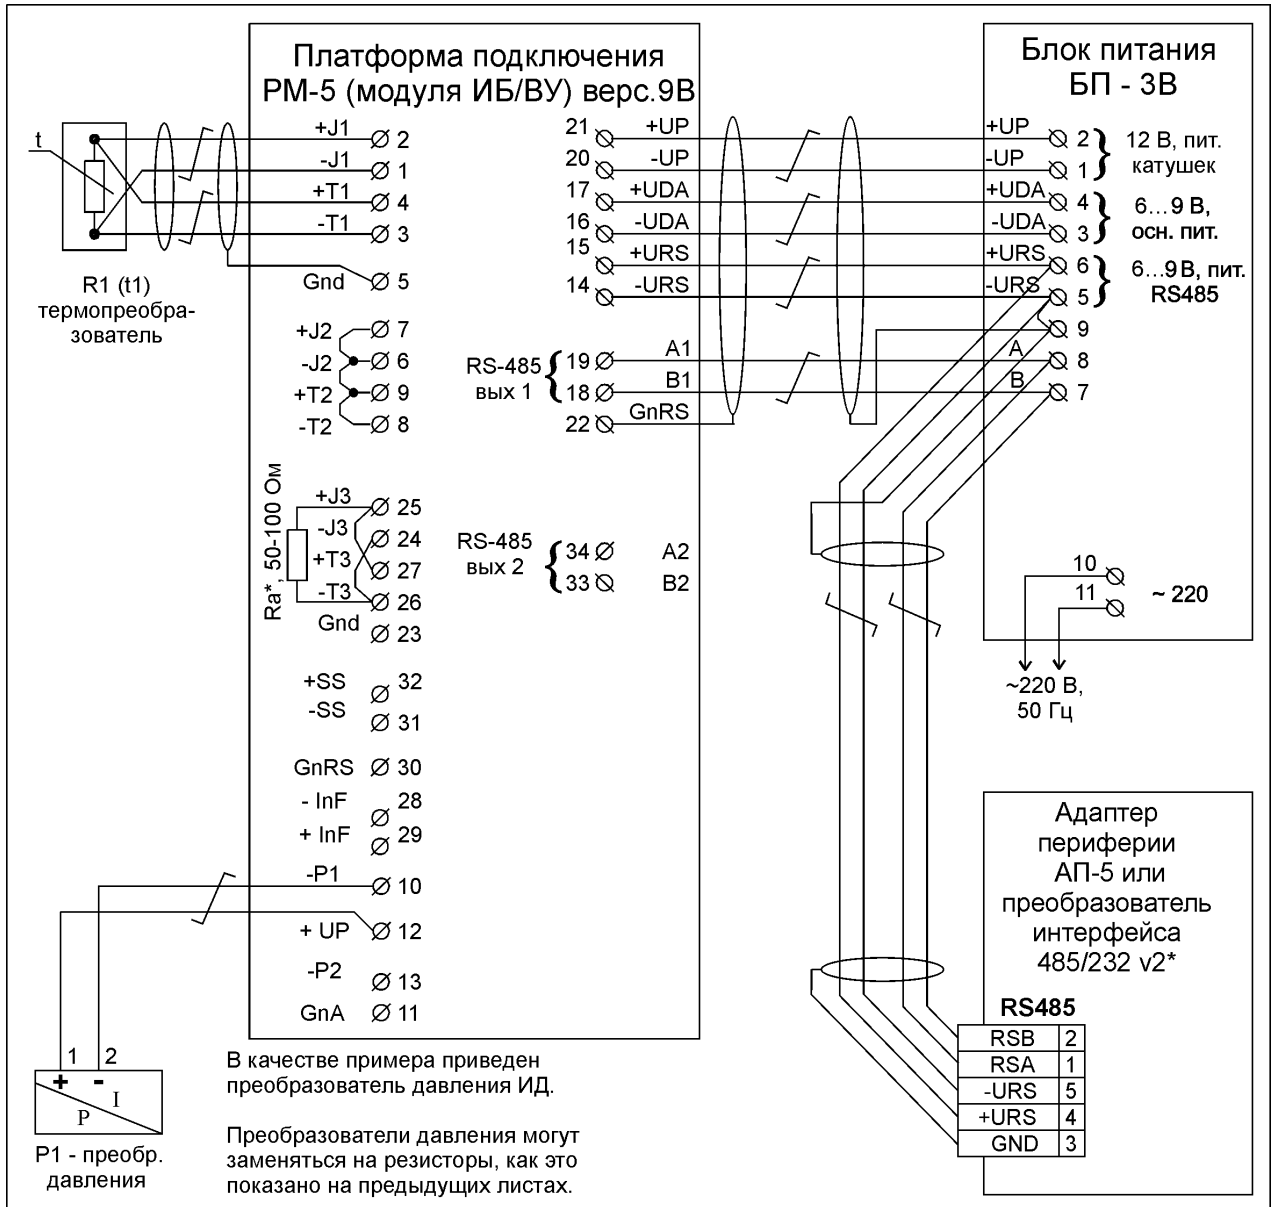 Платформа подключения
РМ-5 (модуля ИБ/ВУ) верс.9В
Блок питания
БП - 3В
t
R1 (t1)
термопреобра-
зователь
+J1 2
-J1 1
+T1 4
-T1 3
Gnd 5
+J2 7
-J2 6
+T2 9
-T2 8
Ra*, 50-100 Ом
+J3 25
-J3 24
+T3 27
-T3 26
Gnd 23
+SS 32
-SS 31
GnRS 30
- InF 28
+ InF 29
-P1 10
+ UP 12
-P2 13
GnA 11
21 +UP
20 -UP
17 +UDA
16 -UDA
15 +URS
14 -URS
RS-485
вых 1
19 A1
18 B1
22 GnRS
RS-485
вых 2
34 A2
33 B2
+UP 2
-UP 1
12 В, пит.
катушек
+UDA 4
-UDA 3
6...9 В,
осн. пит.
+URS 6
-URS 5
6...9 В, пит.
RS485
9
A 8
B 7
10
11
~ 220
~220 В,
50 Гц
Адаптер
периферии
АП-5 или
преобразователь
интерфейса
485/232 v2*
RS485
RSB 2
RSA 1
-URS 5
+URS 4
GND 3
1 2
+ -
P I
P1 - преобр.
давления
В качестве примера приведен
преобразователь давления ИД.
Преобразователи давления могут
заменяться на резисторы, как это
показано на предыдущих листах.